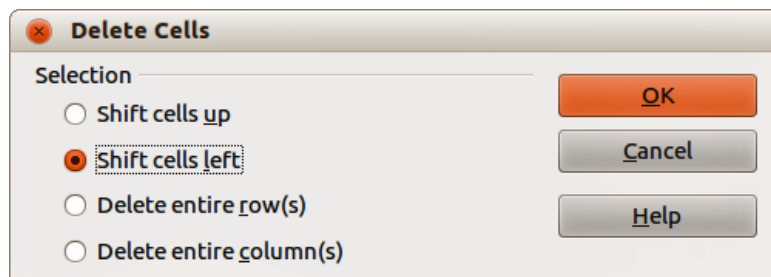 Delete Cells
Selection
Shift cells up
Shift cells left
Delete entire row(s)
Delete entire column(s)
OK
Cancel
Help